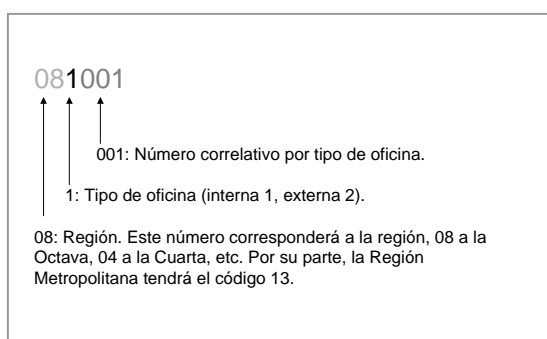 081001
001: Número correlativo por tipo de oficina.
1: Tipo de oficina (interna 1, externa 2).
08: Región. Este número corresponderá a la región, 08 a la
Octava, 04 a la Cuarta, etc. Por su parte, la Región
Metropolitana tendrá el código 13.